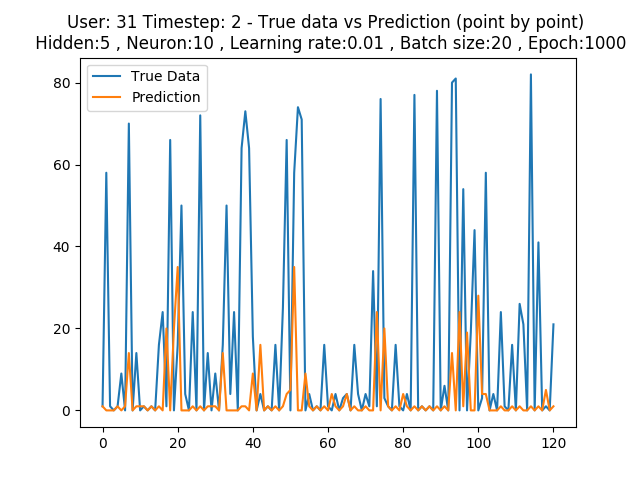 User: 31 Timestep: 2 - True data vs Prediction (point by point)
Hidden:5 , Neuron:10 , Learning rate:0.01 , Batch size:20 , Epoch:1000
True Data
Prediction
80
60
40
20
0
0 20 40 60 80 100 120